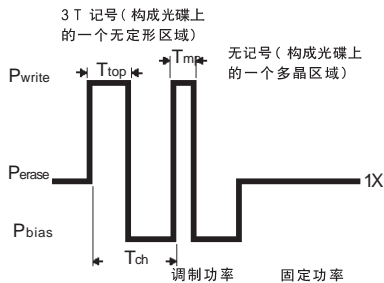 3 T 记号( 构成光碟上
的一个无定形区域)
无记号( 构成光碟上
的一个多晶区域)
Pwrite
Ttop
Tmp
Perase
1X
Pbias
Tch
调制功率
固定功率